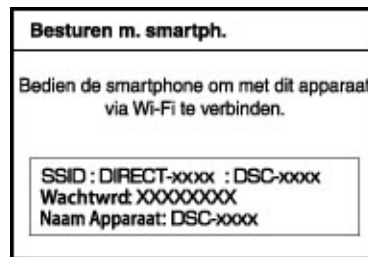 Besturen m. smartph.
Bedien de smartphone om met dit apparaat
via Wi-Fi te verbinden.
SSID : DIRECT-xxxx : DSC-xxxx
Wachtwrd: XXXXXXXX
Naam Apparaat: DSC-xxxx